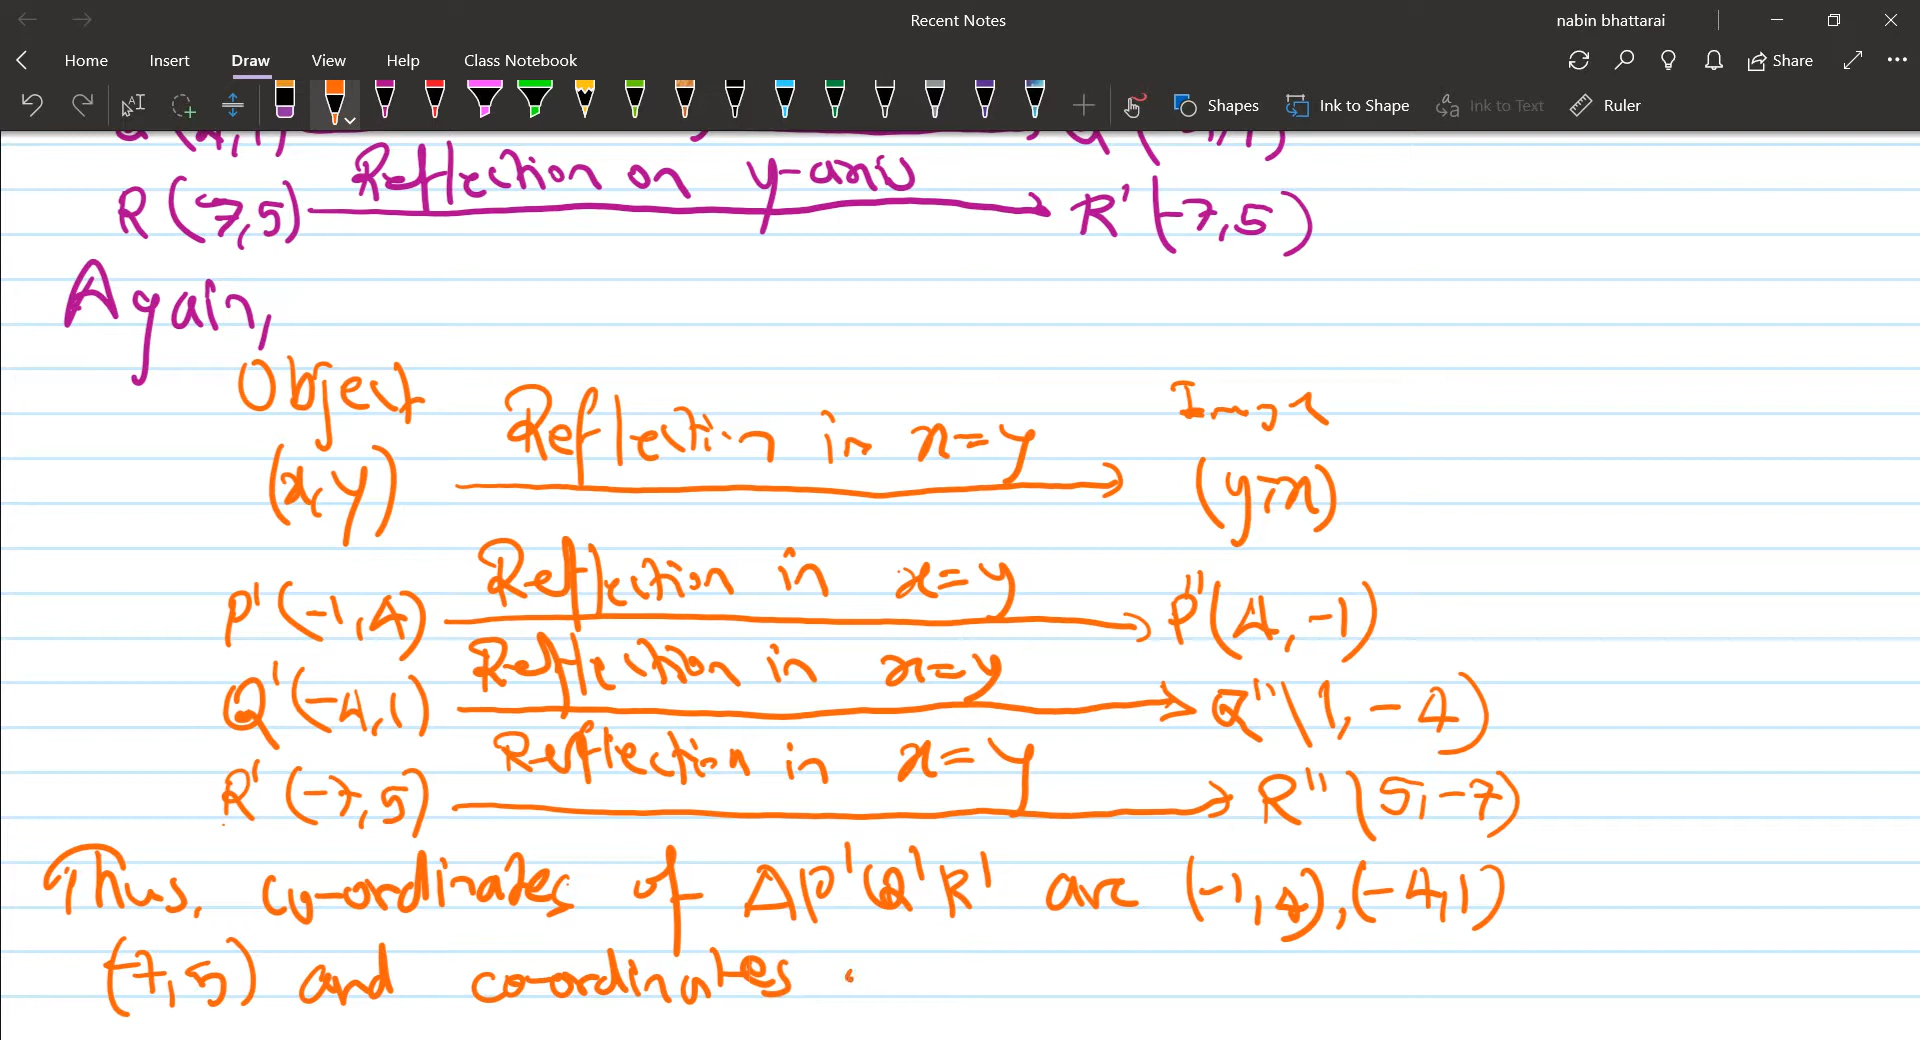 Recent Notes
nabin bhattarai
Home Insert Draw View Help Class Notebook
Share
Shapes Ink to Shape Ink to Text Ruler
Reflection on y-axis
R (7,5) R' (-7,5)
Again,
Object Reflection in x=y Image
(x,y) (y,x)
Reflection in x=y
P' (-1,4) P'' (4,-1)
Reflection in x=y
Q' (-4,1) Q'' (1,-4)
Reflection in x=y
R' (-7,5) R'' (5,-7)
Thus, co-ordinates of ΔP'Q'R' are (-1,4),(-4,1)
(-7,5) and co-ordinates